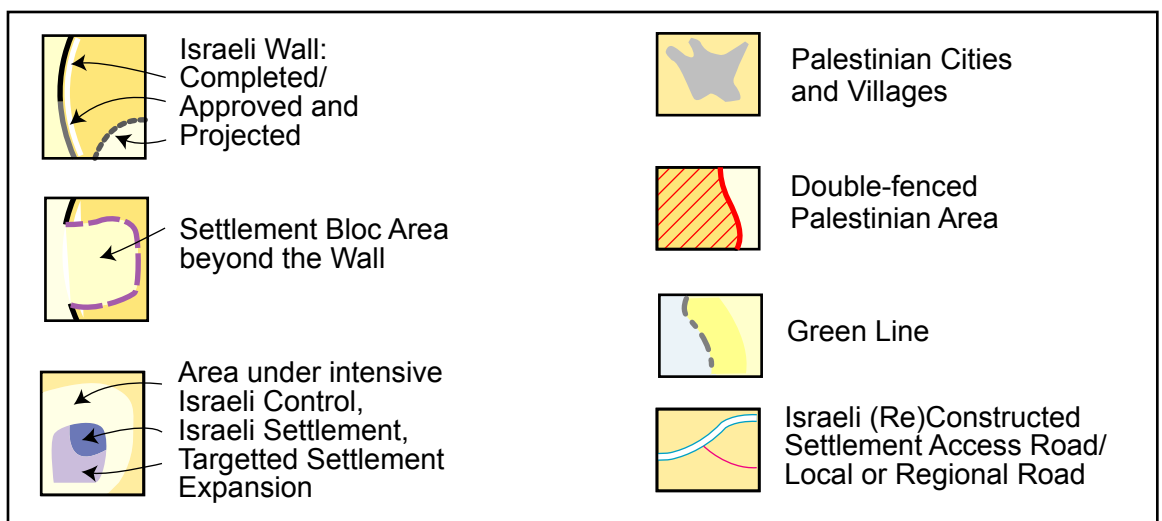 Israeli Wall:
Completed/
Approved and
Projected
Settlement Bloc Area
beyond the Wall
Area under intensive
Israeli Control,
Israeli Settlement,
Targetted Settlement
Expansion
Palestinian Cities
and Villages
Double-fenced
Palestinian Area
Green Line
Israeli (Re)Constructed
Settlement Access Road/
Local or Regional Road